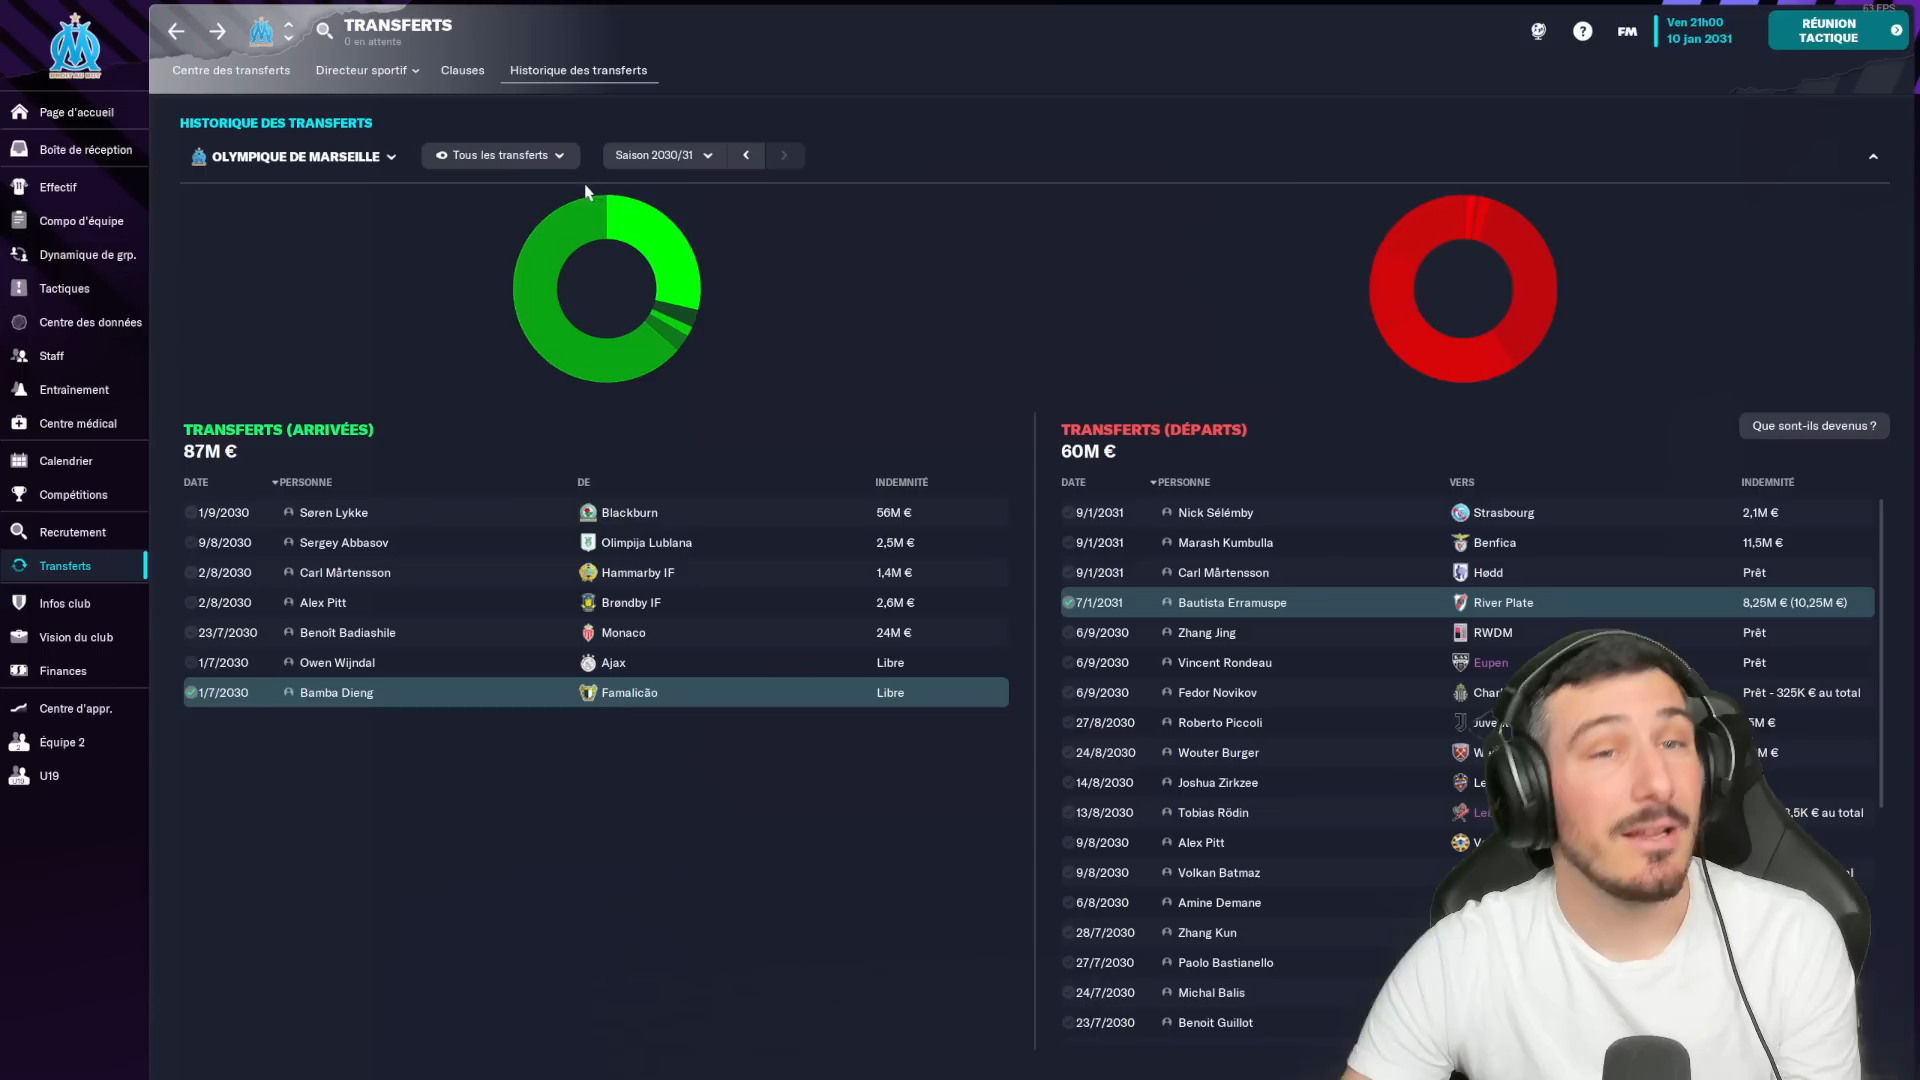 63 FPS
TRANSFERTS
0 en attente
Ven 21h00
10 jan 2031
RÉUNION
TACTIQUE
FM
?
DROIT AU BUT
Centre des transferts
Directeur sportif
Clauses
Historique des transferts
Page d'accueil
Boîte de réception
Effectif
Compo d'équipe
Dynamique de grp.
Tactiques
Centre des données
Staff
Entraînement
Centre médical
Calendrier
Compétitions
Recrutement
Transferts
Infos club
Vision du club
Finances
Centre d'appr.
Équipe 2
U19
HISTORIQUE DES TRANSFERTS
OLYMPIQUE DE MARSEILLE
Tous les transferts
Saison 2030/31
TRANSFERTS (ARRIVÉES)
87M €
DATE PERSONNE DE INDEMNITÉ
1/9/2030 Søren Lykke Blackburn 56M €
9/8/2030 Sergey Abbasov Olimpija Lublana 2,5M €
2/8/2030 Carl Mårtensson Hammarby IF 1,4M €
2/8/2030 Alex Pitt Brøndby IF 2,6M €
23/7/2030 Benoît Badiashile Monaco 24M €
1/7/2030 Owen Wijndal Ajax Libre
1/7/2030 Bamba Dieng Famalicão Libre
TRANSFERTS (DÉPARTS)
60M €
Que sont-ils devenus ?
DATE PERSONNE VERS INDEMNITÉ
9/1/2031 Nick Sélémby Strasbourg 2,1M €
9/1/2031 Marash Kumbulla Benfica 11,5M €
9/1/2031 Carl Mårtensson Hødd Prêt
7/1/2031 Bautista Erramuspe River Plate 8,25M € (10,25M €)
6/9/2030 Zhang Jing RWDM Prêt
6/9/2030 Vincent Rondeau Eupen Prêt
6/9/2030 Fedor Novikov Prêt - 325K € au total
27/8/2030 Roberto Piccoli
24/8/2030 Wouter Burger
14/8/2030 Joshua Zirkzee
13/8/2030 Tobias Rödin au total
9/8/2030 Alex Pitt
9/8/2030 Volkan Batmaz
6/8/2030 Amine Demane
28/7/2030 Zhang Kun
27/7/2030 Paolo Bastianello
24/7/2030 Michal Balis
23/7/2030 Benoit Guillot